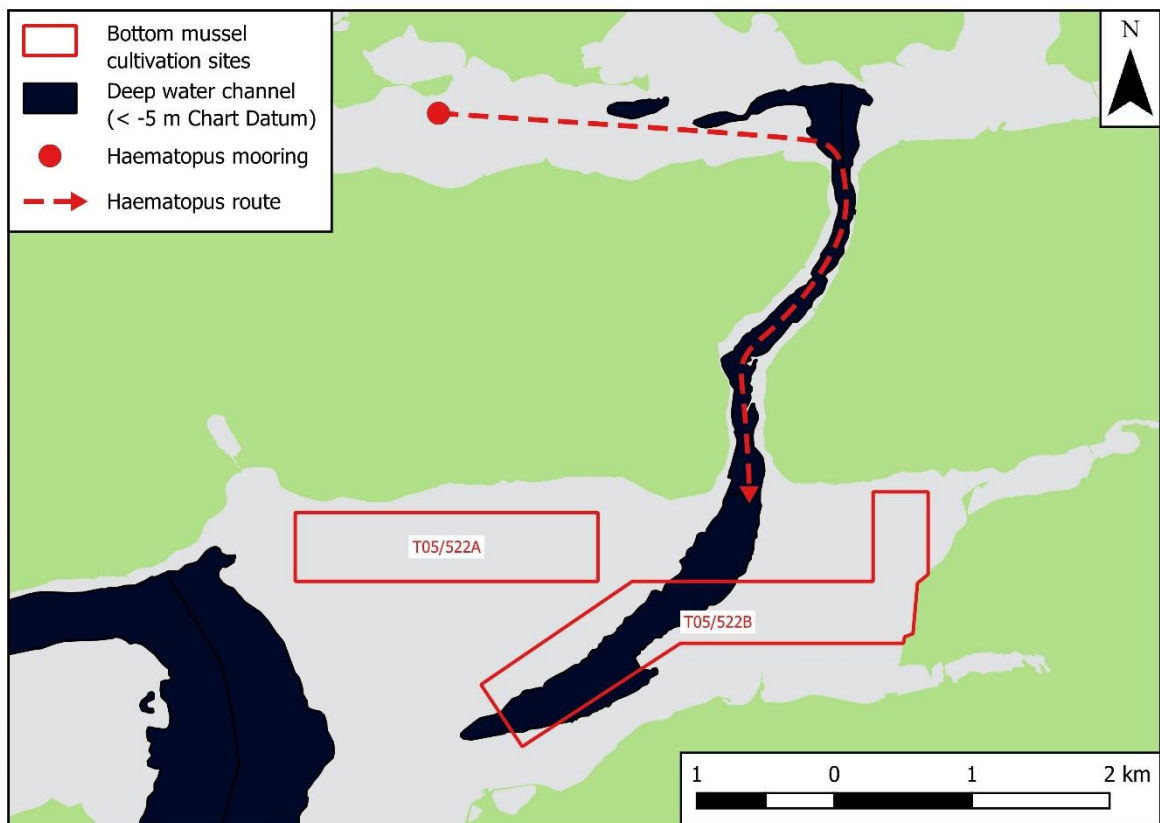 Bottom mussel
cultivation sites
Deep water channel
(< -5 m Chart Datum)
Haematopus mooring
Haematopus route
N
T05/522A
T05/522B
1 0 1 2 km